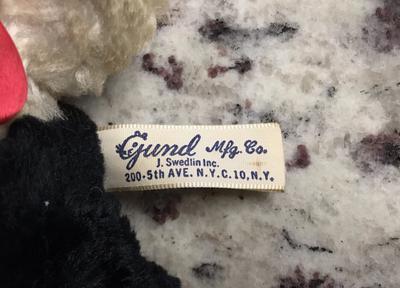 Gund Mfg. Co.
J. Swedlin Inc.
200-5th AVE. N.Y.C. 10, N.Y.